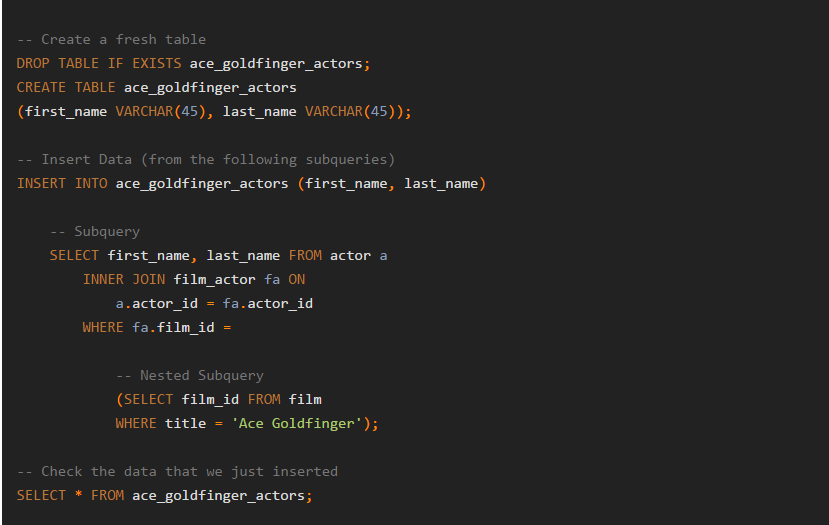 -- Create a fresh table
DROP TABLE IF EXISTS ace_goldfinger_actors;
CREATE TABLE ace_goldfinger_actors
(first_name VARCHAR(45), last_name VARCHAR(45));
-- Insert Data (from the following subqueries)
INSERT INTO ace_goldfinger_actors (first_name, last_name)
-- Subquery
SELECT first_name, last_name FROM actor a
INNER JOIN film_actor fa ON
a.actor_id = fa.actor_id
WHERE fa.film_id =
-- Nested Subquery
(SELECT film_id FROM film
WHERE title = 'Ace Goldfinger');
-- Check the data that we just inserted
SELECT * FROM ace_goldfinger_actors;